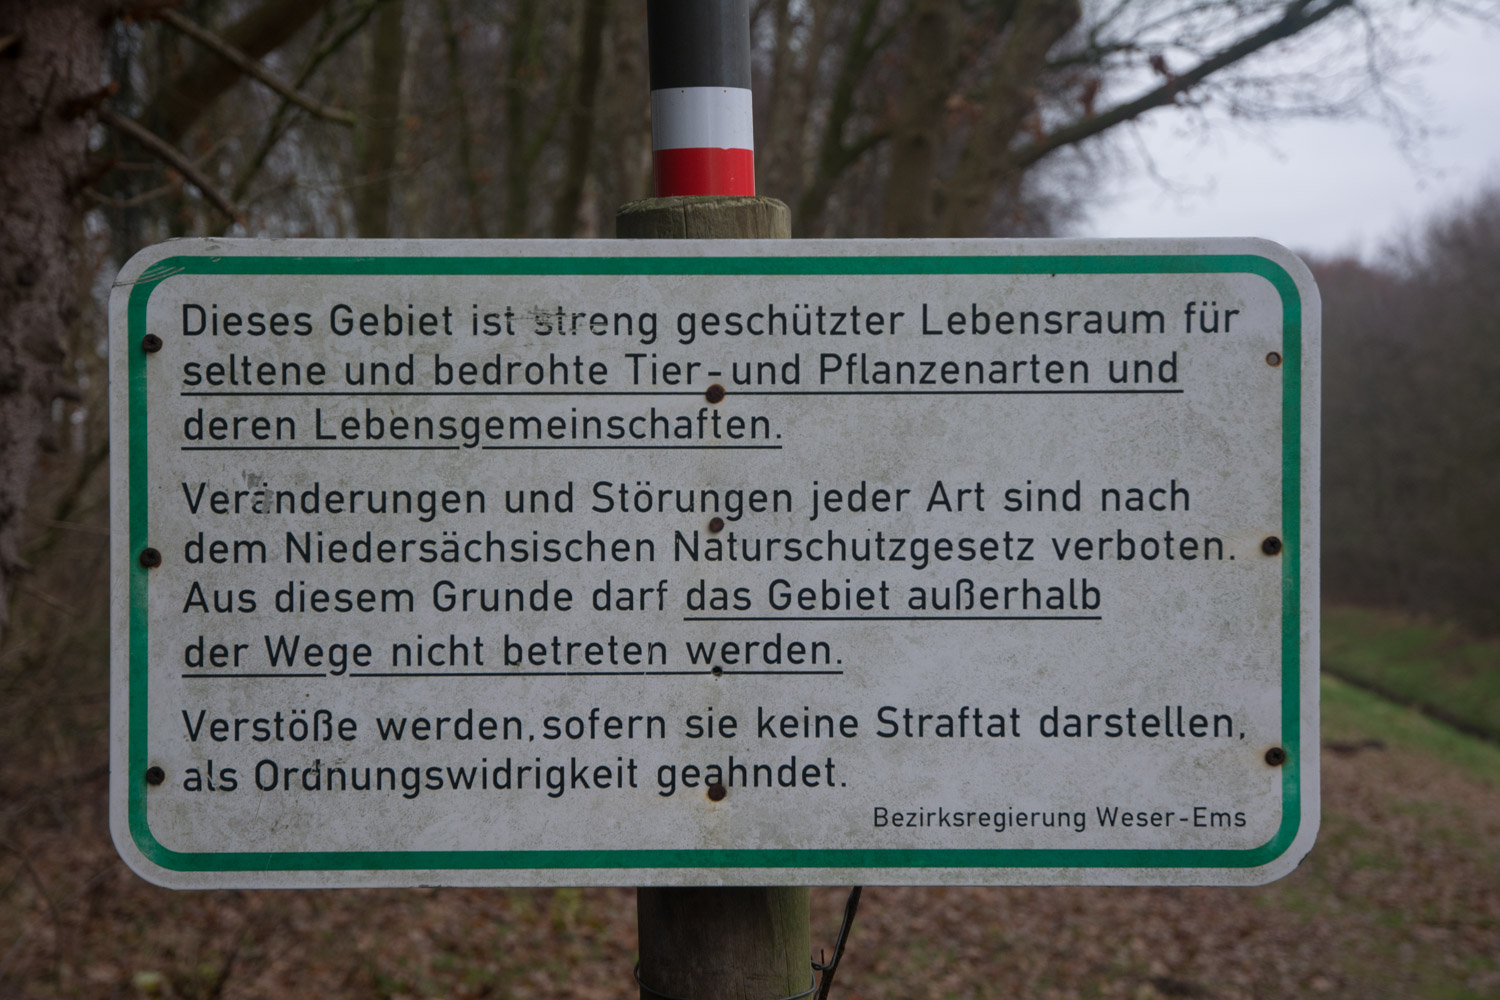 Dieses Gebiet ist streng geschützter Lebensraum für
seltene und bedrohte Tier- und Pflanzenarten und
deren Lebensgemeinschaften.
Veränderungen und Störungen jeder Art sind nach
dem Niedersächsischen Naturschutzgesetz verboten.
Aus diesem Grunde darf das Gebiet außerhalb
der Wege nicht betreten werden.
Verstöße werden, sofern sie keine Straftat darstellen,
als Ordnungswidrigkeit geahndet.
Bezirksregierung Weser-Ems